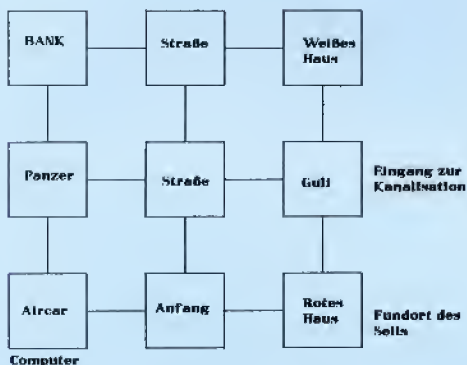 BANK
Straße
Weißes
Haus
Panzer
Straße
Gull
Eingang zur
Kanalisation
Aircar
Anfang
Rotes
Haus
Fundort des
Seils
Computer